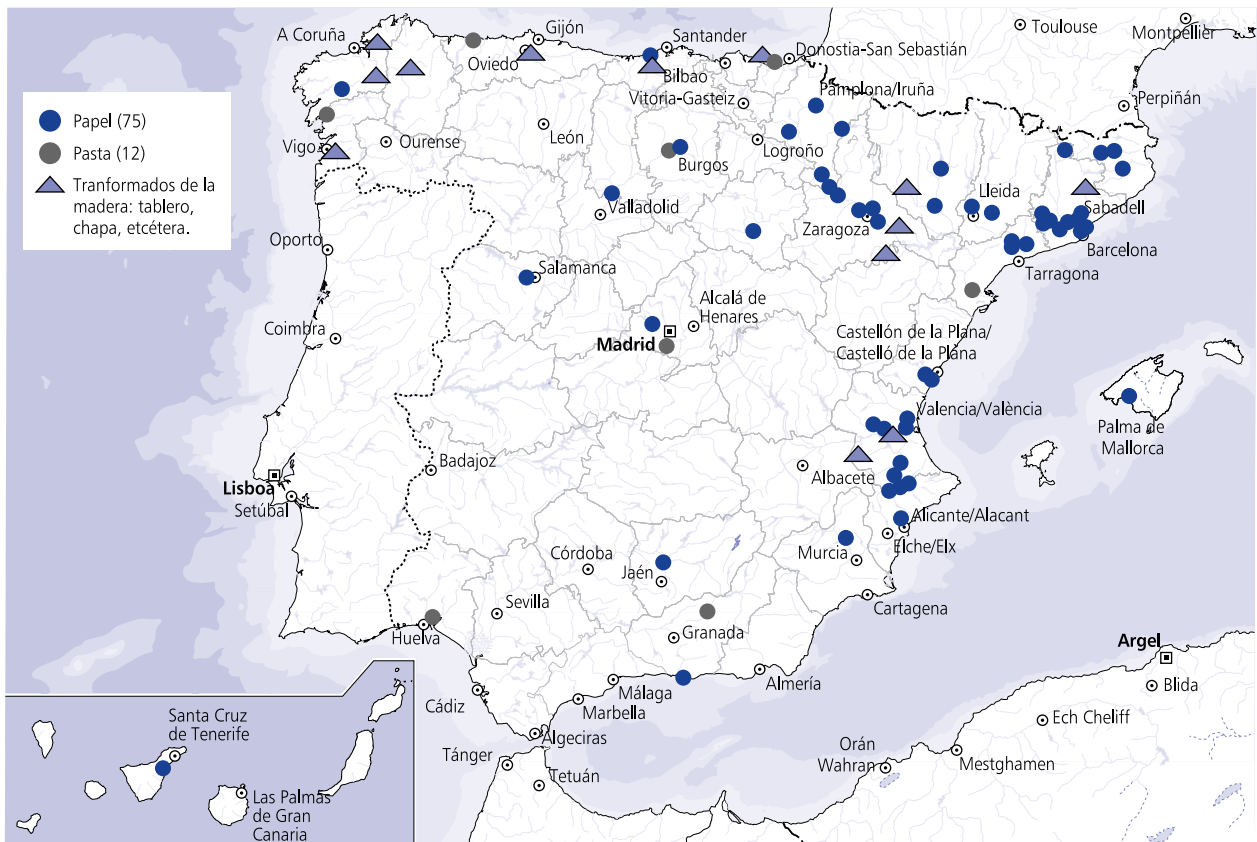 Papel (75)
Pasta (12)
Tranformados de la
madera: tablero,
chapa, etcétera.
A Coruña
Gijón
Oviedo
Santander
Bilbao
Donostia-San Sebastián
Vitoria-Gasteiz
Pamplona/Iruña
Toulouse
Montpellier
Perpiñán
Vigo
Ourense
León
Burgos
Logroño
Valladolid
Zaragoza
Lleida
Sabadell
Barcelona
Tarragona
Oporto
Salamanca
Coimbra
Alcalá de
Henares
Madrid
Castellón de la Plana/
Castelló de la Plana
Valencia/València
Palma de
Mallorca
Badajoz
Albacete
Lisboa
Setúbal
Alicante/Alacant
Elche/Elx
Murcia
Cartagena
Córdoba
Jaén
Sevilla
Huelva
Granada
Almería
Málaga
Marbella
Cádiz
Algeciras
Tánger
Tetuán
Argel
Blida
Ech Cheliff
Orán
Wahran
Mestghamen
Santa Cruz
de Tenerife
Las Palmas
de Gran
Canaria